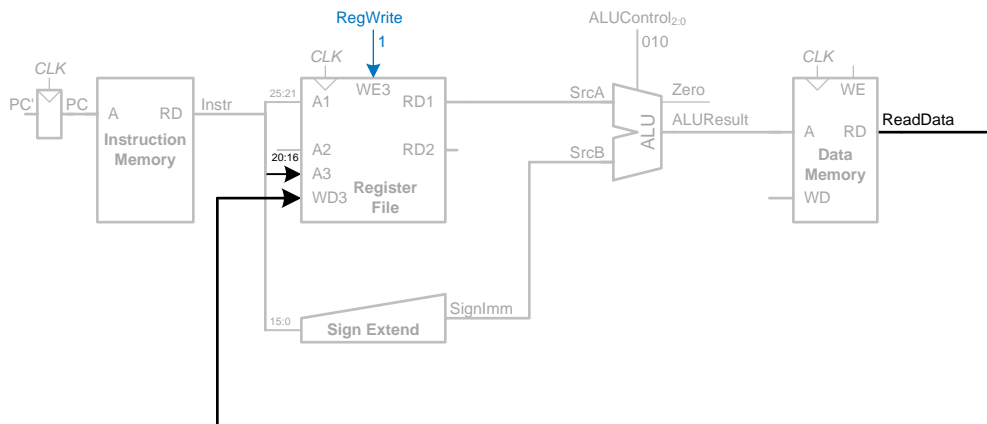 RegWrite
1
ALUControl2:0
010
CLK
PC'
PC
A
RD
Instruction
Memory
Instr
25:21
20:16
15:0
CLK
WE3
A1
RD1
A2
RD2
A3
WD3
Register
File
Sign Extend
SignImm
SrcA
SrcB
ALU
Zero
ALUResult
CLK
WE
A
RD
Data
Memory
WD
ReadData